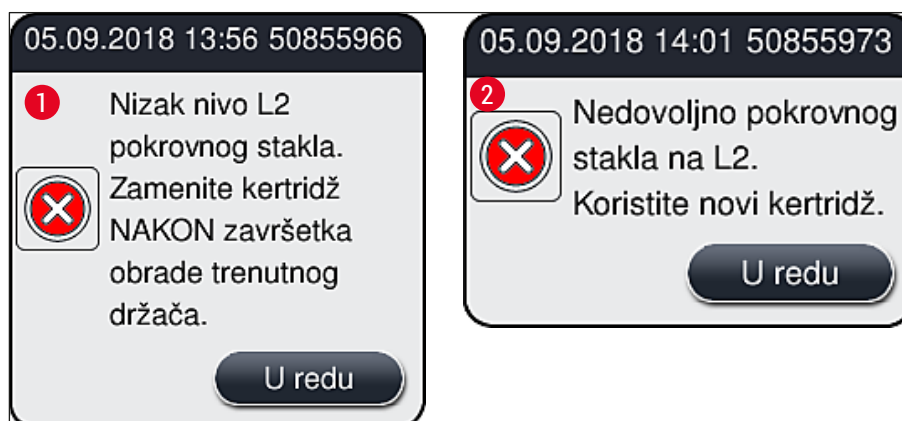 05.09.2018 13:56 50855966
1
Nizak nivo L2
pokrovnog stakla.
Zamenite kertridž
NAKON završetka
obrade trenutnog
držača.
U redu
05.09.2018 14:01 50855973
2
Nedovoljno pokrovnog
stakla na L2.
Koristite novi kertridž.
U redu